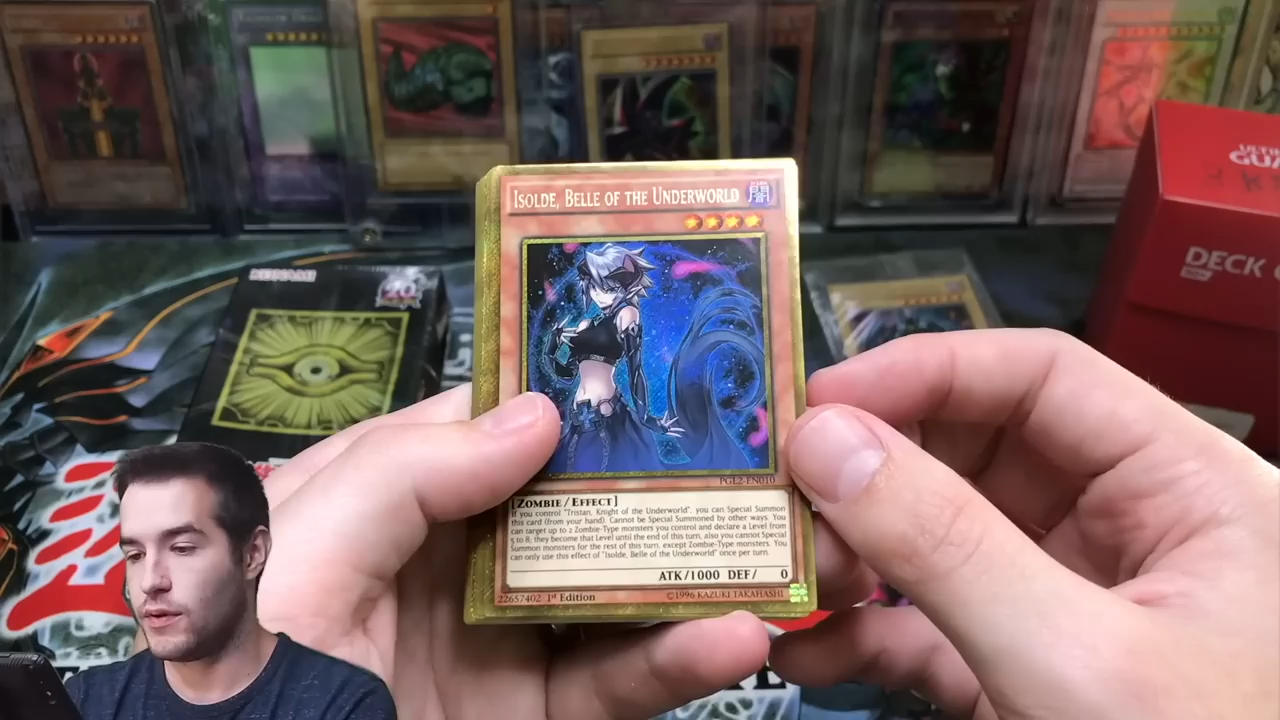 ISOLDE, BELLE OF THE UNDERWORLD
闇
KONAMI
20
ULTIM
GUA
DECK
PGL2-EN010
[ZOMBIE / EFFECT]
If you control "Tristan, Knight of the Underworld", you can Special Summon
this card (from your hand). Cannot be Special Summoned by other ways. You
can target up to 2 Zombie-Type monsters you control and declare a Level from
5 to 8; they become that Level until the end of this turn, also you cannot Special
Summon monsters for the rest of this turn, except Zombie-Type monsters. You
can only use this effect of "Isolde, Belle of the Underworld" once per turn.
ATK/1000 DEF/ 0
22657402 1st Edition ©1996 KAZUKI TAKAHASHI